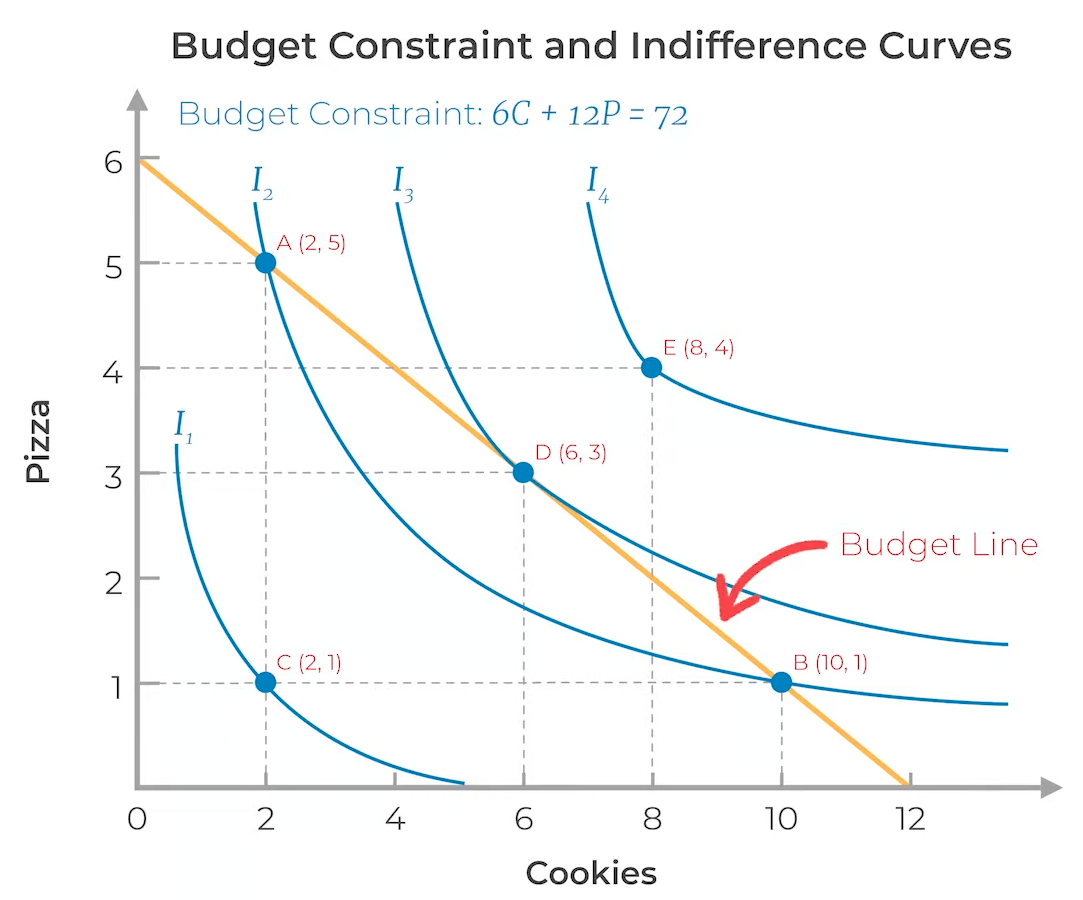 Budget Constraint and Indifference Curves
Budget Constraint: 6C + 12P = 72
6
I₂
I₃
I₄
A (2, 5)
5
E (8, 4)
4
I₁
Pizza
D (6, 3)
3
Budget Line
2
C (2, 1)
B (10, 1)
1
0 2 4 6 8 10 12
Cookies